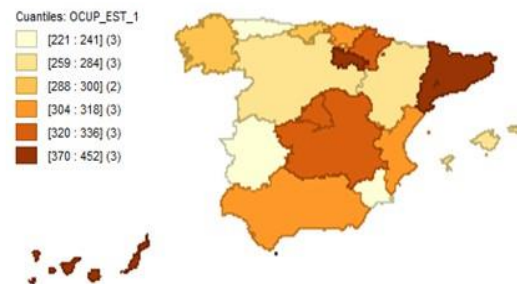 Cuantiles: OCUP_EST_1
[221 : 241] (3)
[259 : 284] (3)
[288 : 300] (2)
[304 : 318] (3)
[320 : 336] (3)
[370 : 452] (3)